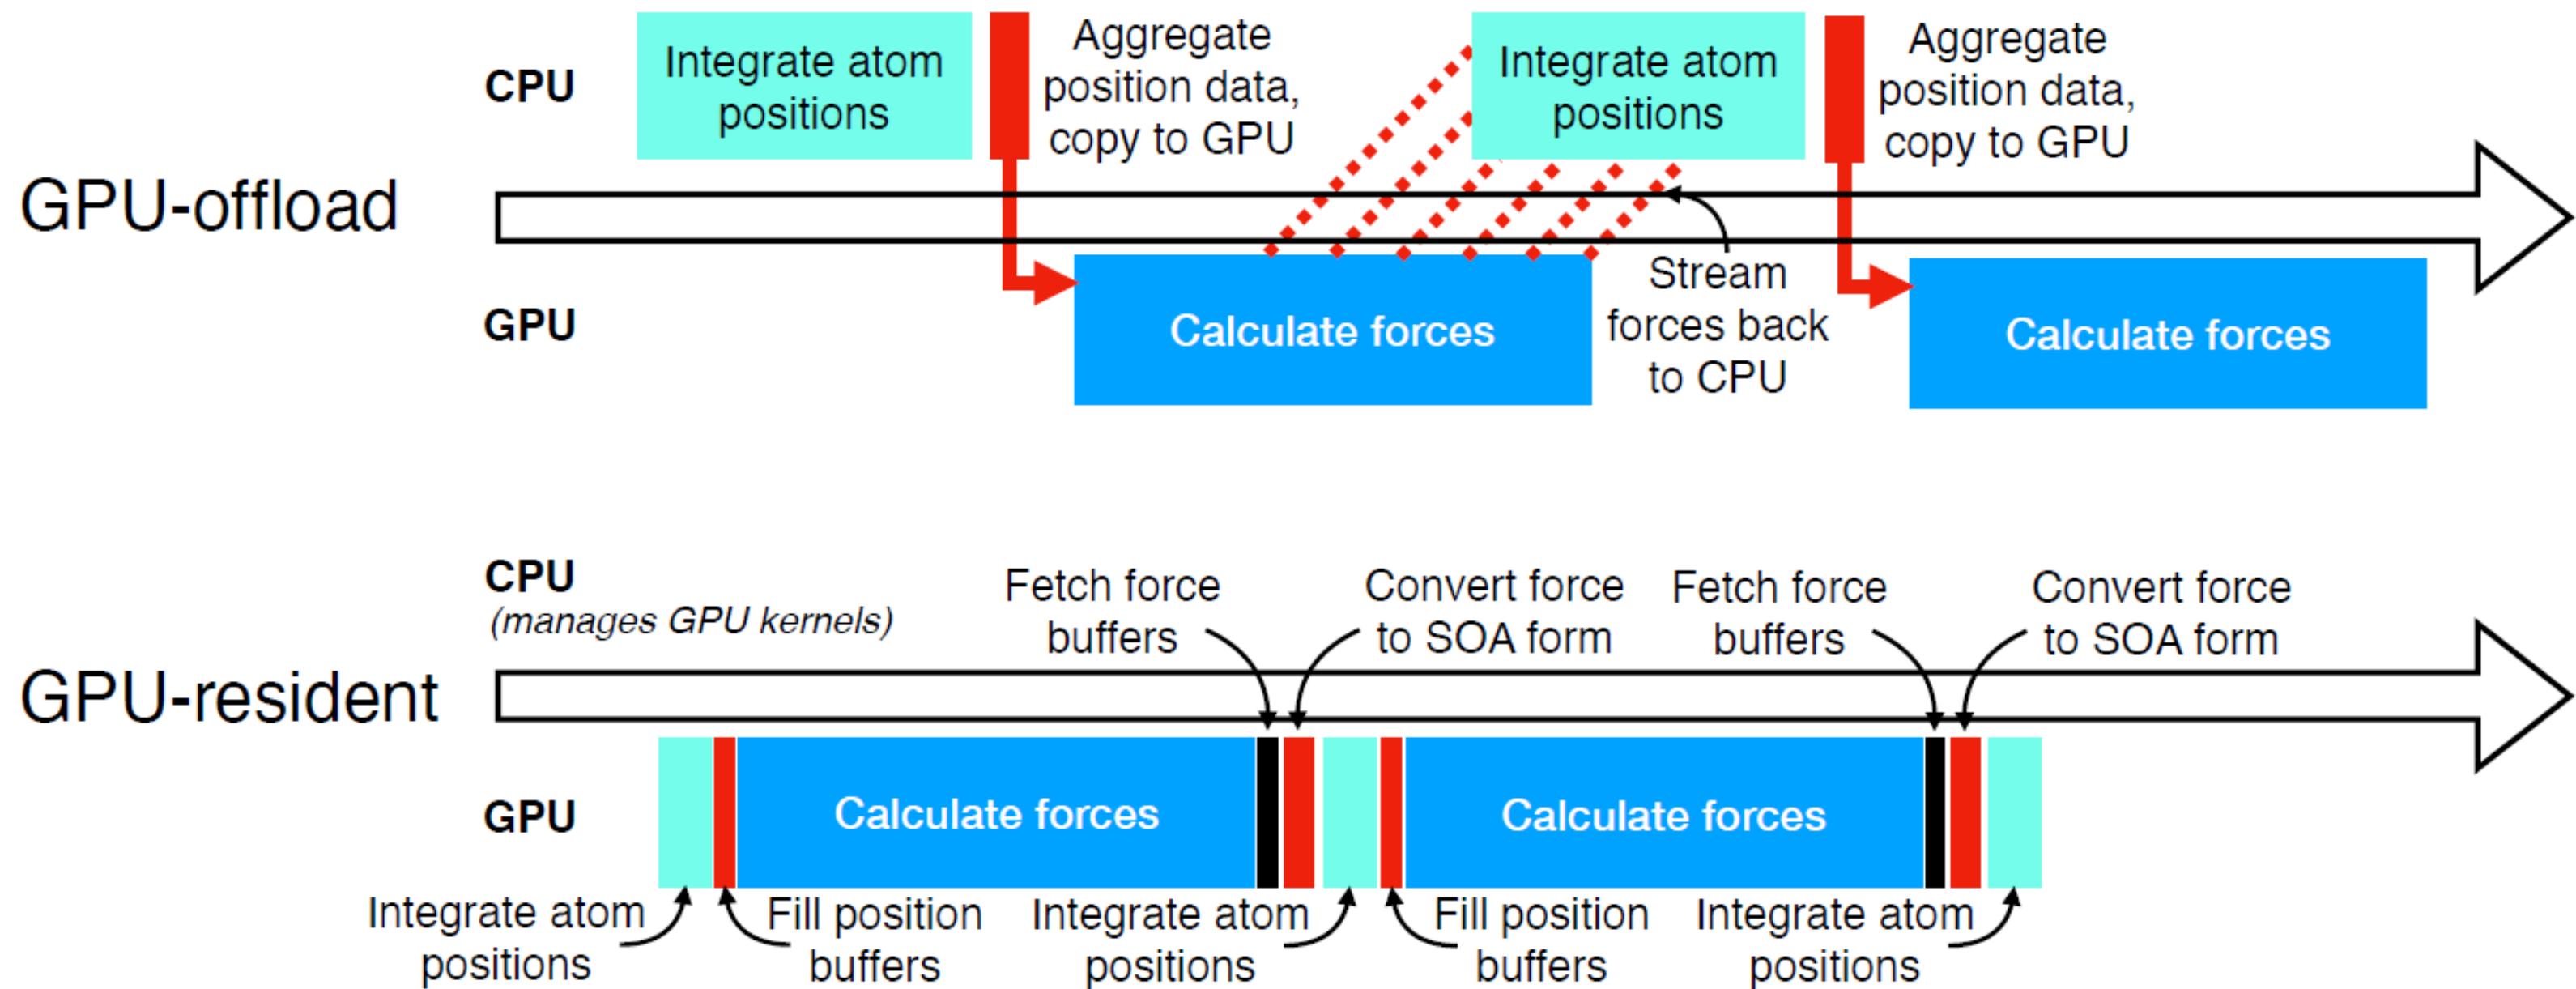 CPU
Integrate atom
positions
Aggregate
position data,
copy to GPU
Integrate atom
positions
Aggregate
position data,
copy to GPU
GPU-offload
GPU
Calculate forces
Stream
forces back
to CPU
Calculate forces
CPU
(manages GPU kernels)
Fetch force
buffers
Convert force
to SOA form
Fetch force
buffers
Convert force
to SOA form
GPU-resident
GPU
Calculate forces
Calculate forces
Integrate atom
positions
Fill position
buffers
Integrate atom
positions
Fill position
buffers
Integrate atom
positions